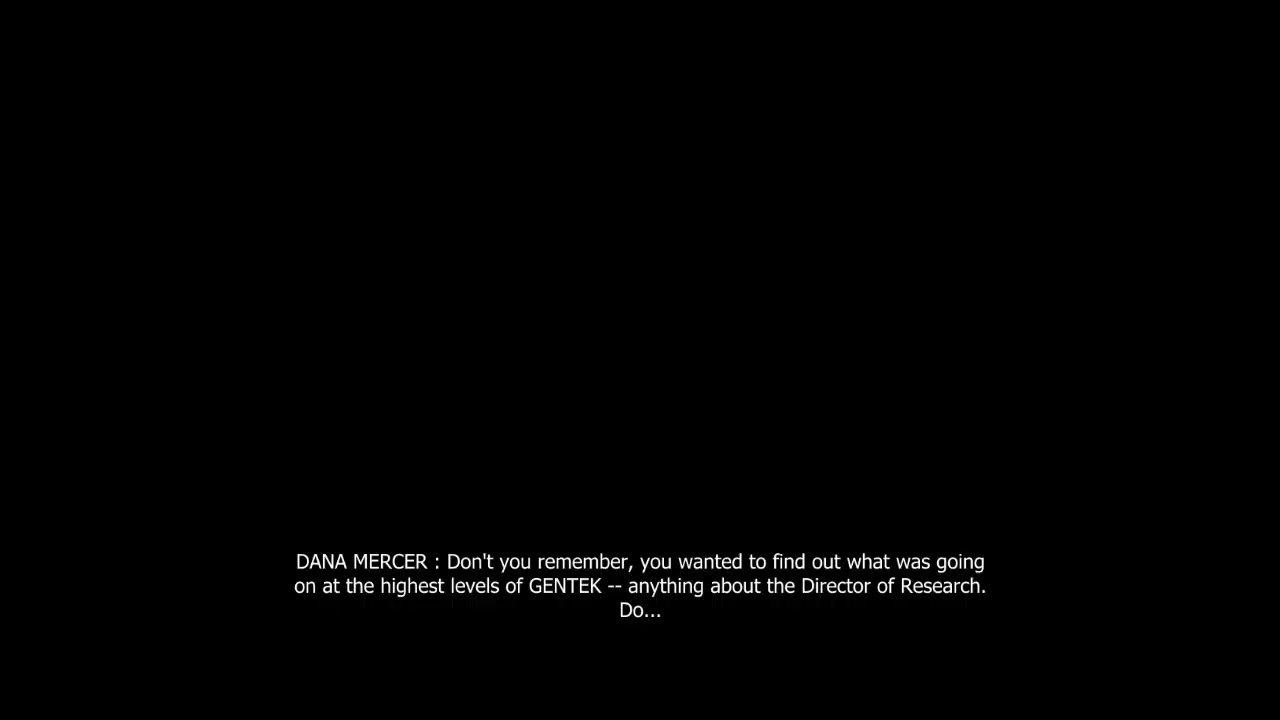 DANA MERCER : Don't you remember, you wanted to find out what was going
on at the highest levels of GENTEK -- anything about the Director of Research.
Do...